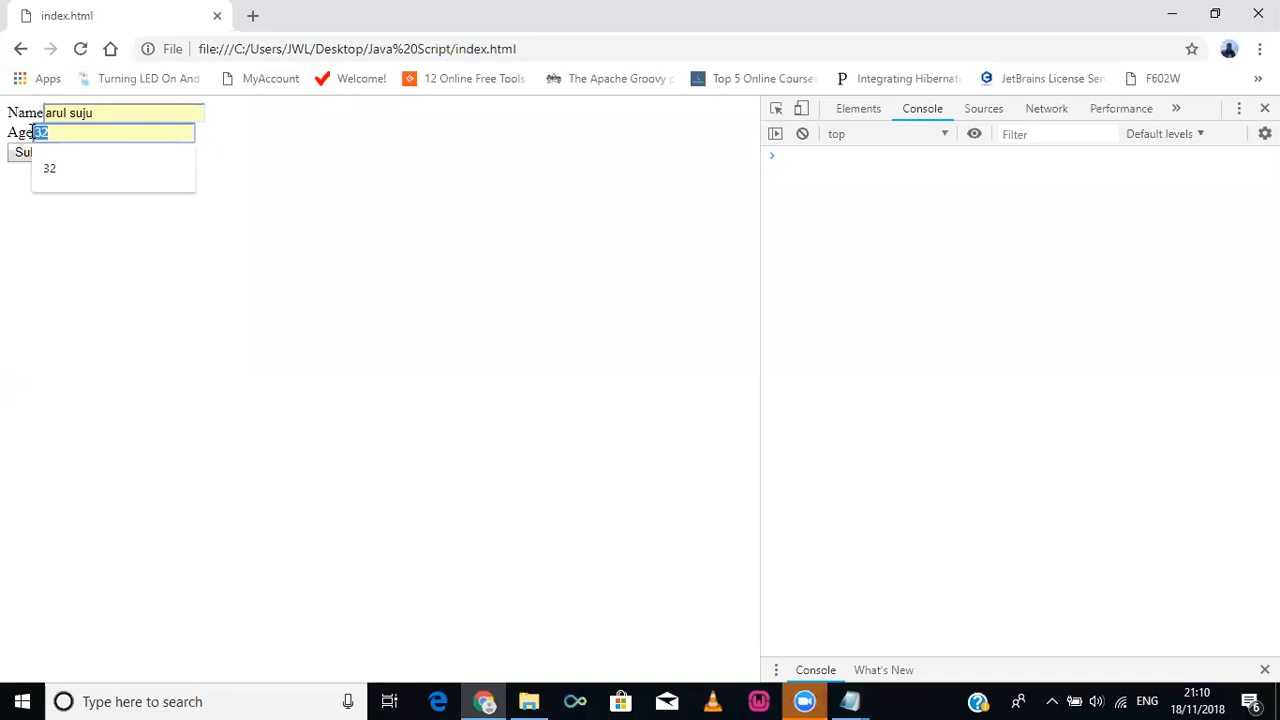 index.html
File
file:///C:/Users/JWL/Desktop/Java%20Script/index.html
Apps
Turning LED On And
MyAccount
Welcome!
12 Online Free Tools
The Apache Groovy p
Top 5 Online Courses
Integrating Hibernat
JetBrains License Ser
F602W
»
Name arul suju
Age 32
Su
32
Elements
Console
Sources
Network
Performance
»
top
Filter
Default levels
>
Console
What's New
Type here to search
ENG
21:10
18/11/2018
6